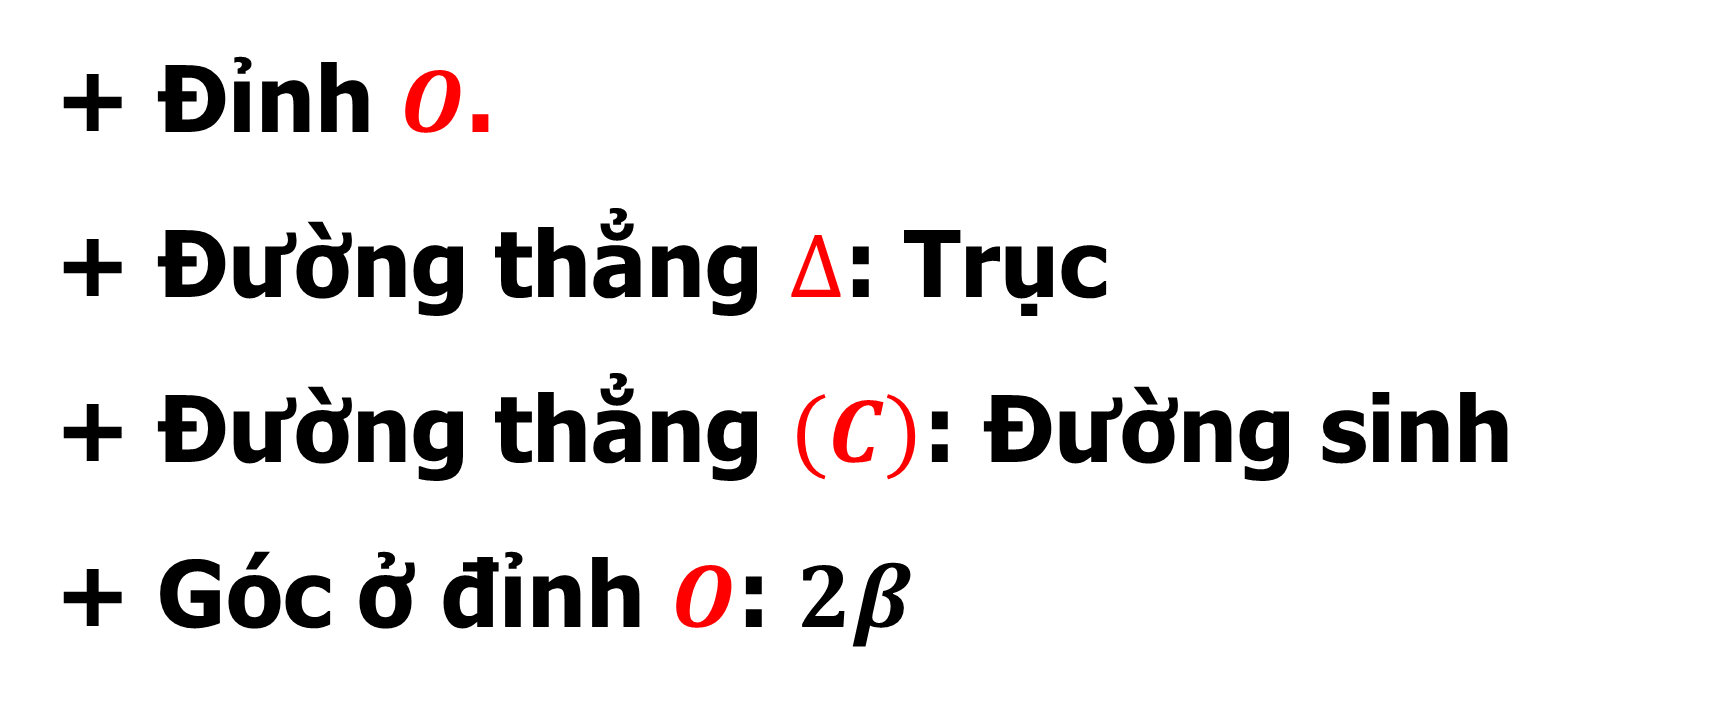 + Đỉnh O.
+ Đường thẳng Δ: Trục
+ Đường thẳng (C): Đường sinh
+ Góc ở đỉnh O: 2β